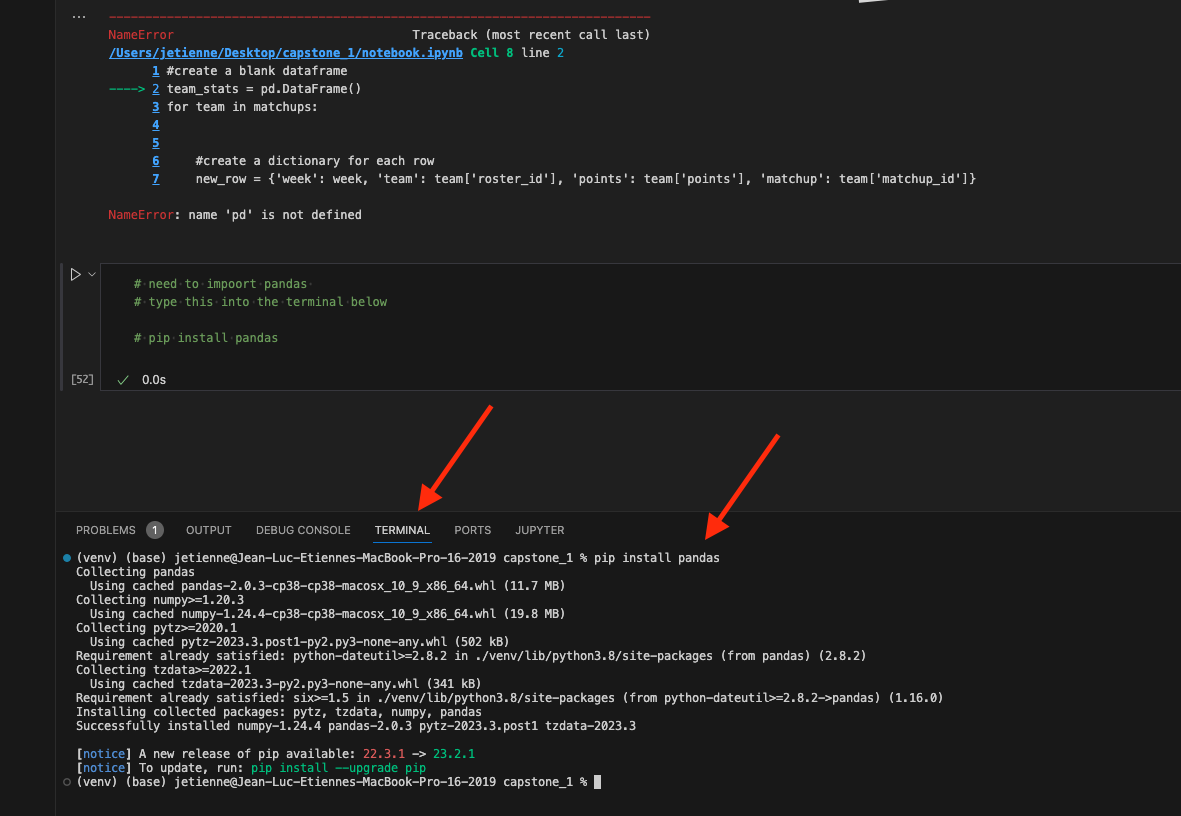 ...
----------------------------------------------------------------------
NameError Traceback (most recent call last)
/Users/jetienne/Desktop/capstone_1/notebook.ipynb Cell 8 line 2
1 #create a blank dataframe
----> 2 team_stats = pd.DataFrame()
3 for team in matchups:
4
5
6 #create a dictionary for each row
7 new_row = {'week': week, 'team': team['roster_id'], 'points': team['points'], 'matchup': team['matchup_id']}
NameError: name 'pd' is not defined
# need to impoort pandas
# type this into the terminal below
# pip install pandas
[52] 0.0s
PROBLEMS 1 OUTPUT DEBUG CONSOLE TERMINAL PORTS JUPYTER
(venv) (base) jetienne@Jean-Luc-Etiennes-MacBook-Pro-16-2019 capstone_1 % pip install pandas
Collecting pandas
Using cached pandas-2.0.3-cp38-cp38-macosx_10_9_x86_64.whl (11.7 MB)
Collecting numpy>=1.20.3
Using cached numpy-1.24.4-cp38-cp38-macosx_10_9_x86_64.whl (19.8 MB)
Collecting pytz>=2020.1
Using cached pytz-2023.3.post1-py2.py3-none-any.whl (502 kB)
Requirement already satisfied: python-dateutil>=2.8.2 in ./venv/lib/python3.8/site-packages (from pandas) (2.8.2)
Collecting tzdata>=2022.1
Using cached tzdata-2023.3-py2.py3-none-any.whl (341 kB)
Requirement already satisfied: six>=1.5 in ./venv/lib/python3.8/site-packages (from python-dateutil>=2.8.2->pandas) (1.16.0)
Installing collected packages: pytz, tzdata, numpy, pandas
Successfully installed numpy-1.24.4 pandas-2.0.3 pytz-2023.3.post1 tzdata-2023.3
[notice] A new release of pip available: 22.3.1 -> 23.2.1
[notice] To update, run: pip install --upgrade pip
(venv) (base) jetienne@Jean-Luc-Etiennes-MacBook-Pro-16-2019 capstone_1 %